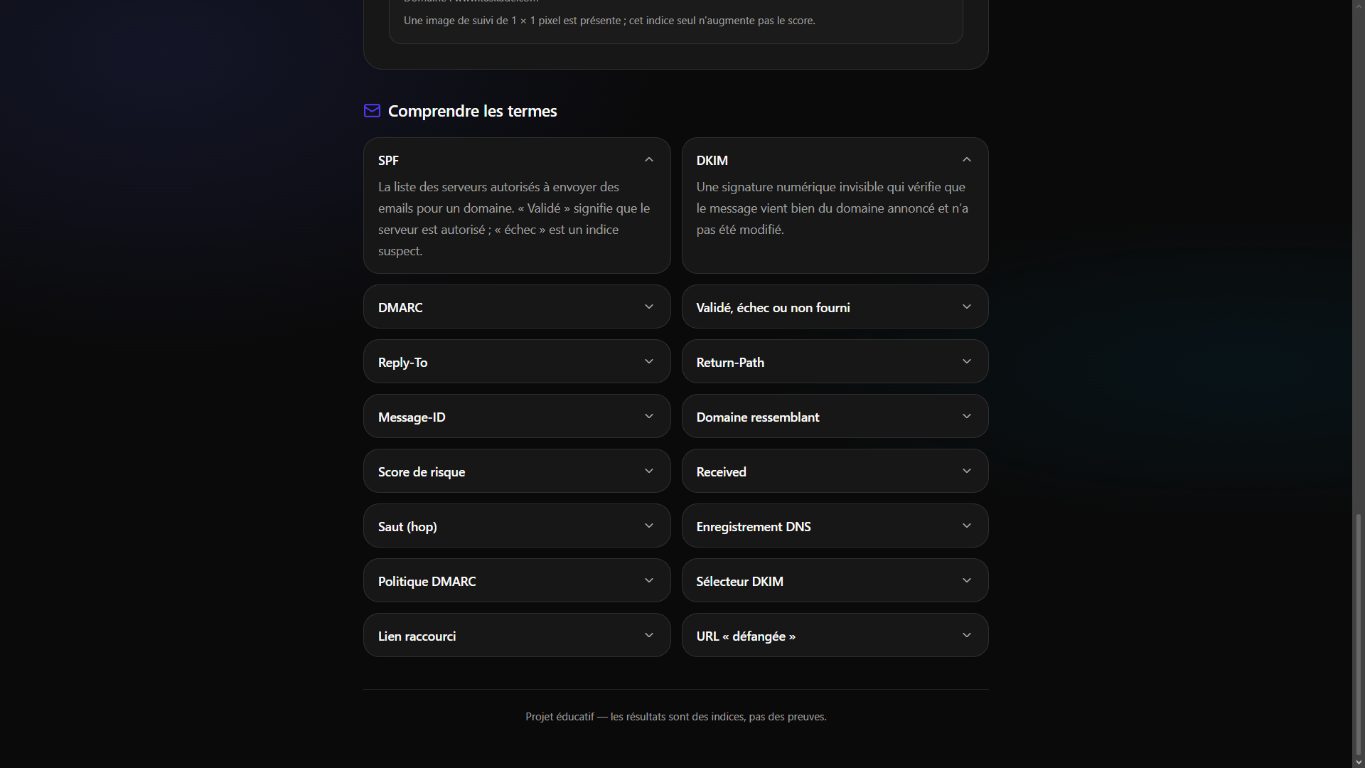 Une image de suivi de 1 × 1 pixel est présente ; cet indice seul n'augmente pas le score.
Comprendre les termes
SPF
La liste des serveurs autorisés à envoyer des
emails pour un domaine. « Validé » signifie que le
serveur est autorisé ; « échec » est un indice
suspect.
DKIM
Une signature numérique invisible qui vérifie que
le message vient bien du domaine annoncé et n'a
pas été modifié.
DMARC
Validé, échec ou non fourni
Reply-To
Return-Path
Message-ID
Domaine ressemblant
Score de risque
Received
Saut (hop)
Enregistrement DNS
Politique DMARC
Sélecteur DKIM
Lien raccourci
URL « défangée »
Projet éducatif — les résultats sont des indices, pas des preuves.